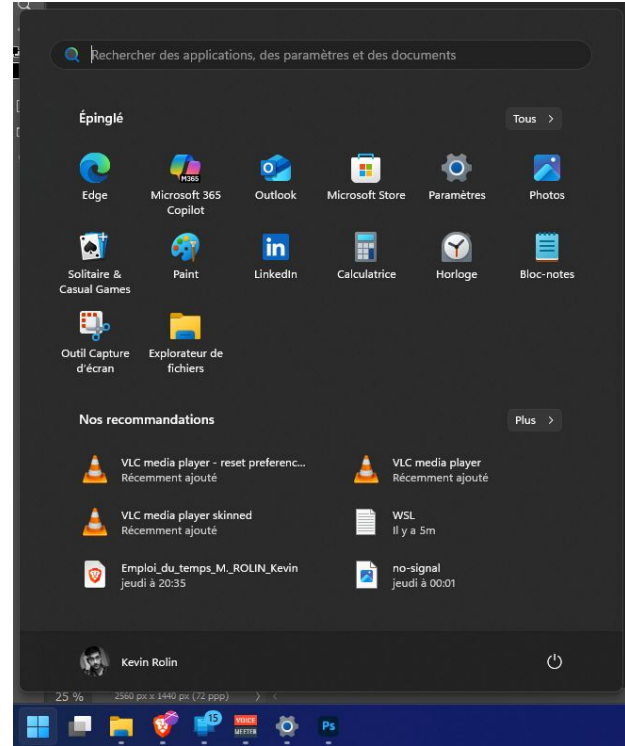 Rechercher des applications, des paramètres et des documents
Épinglé
Tous
M365
Edge
Microsoft 365
Copilot
Outlook
Microsoft Store
Paramètres
Photos
in
Solitaire &
Casual Games
Paint
LinkedIn
Calculatrice
Horloge
Bloc-notes
Outil Capture
d'écran
Explorateur de
fichiers
Nos recommandations
Plus
VLC media player - reset preferenc...
Récemment ajouté
VLC media player
Récemment ajouté
VLC media player skinned
Récemment ajouté
WSL
Il y a 5m
Emploi_du_temps_M._ROLIN_Kevin
jeudi à 20:35
no-signal
jeudi à 00:01
Kevin Rolin
25 %
2560 px x 1440 px (72 ppp)
15
VOICE
MEETER
Ps